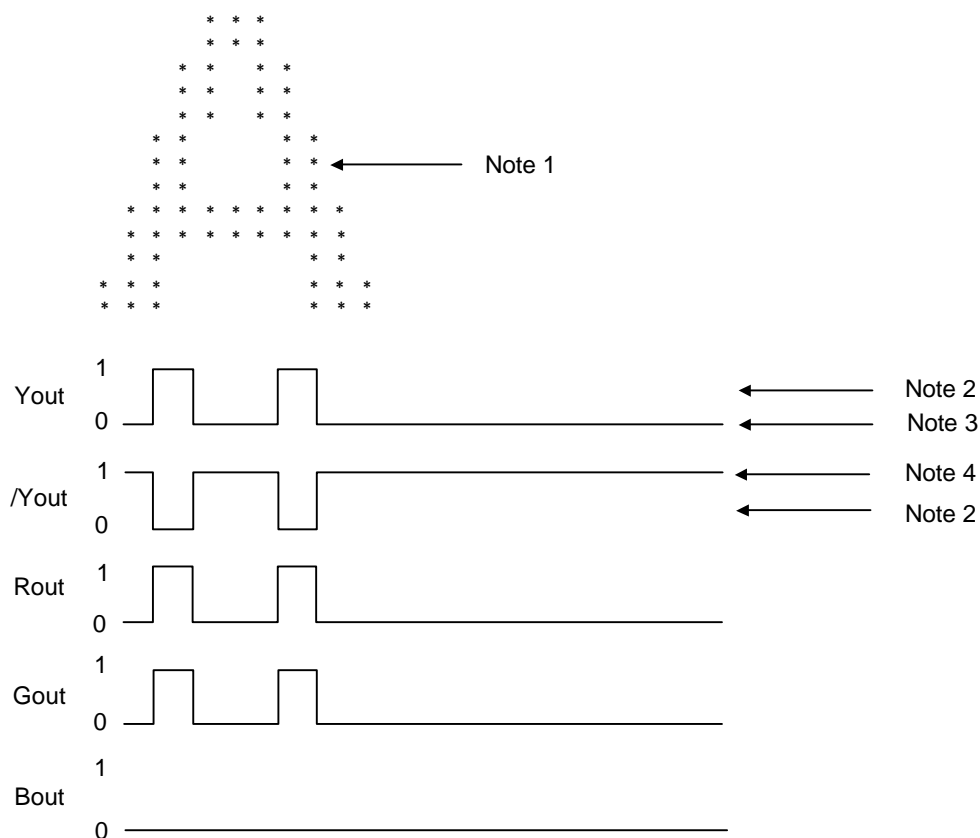 * * *
* * *
* * * *
* * * *
* * * *
* * * *
* * * * Note 1
* * * *
* * * * * * * * *
* * * * * * * * *
* * * *
* * * * * *
* * * * * *
1
Yout Note 2
0 Note 3
1 Note 4
/Yout
0 Note 2
1
Rout
0
1
Gout
0
1
Bout
0